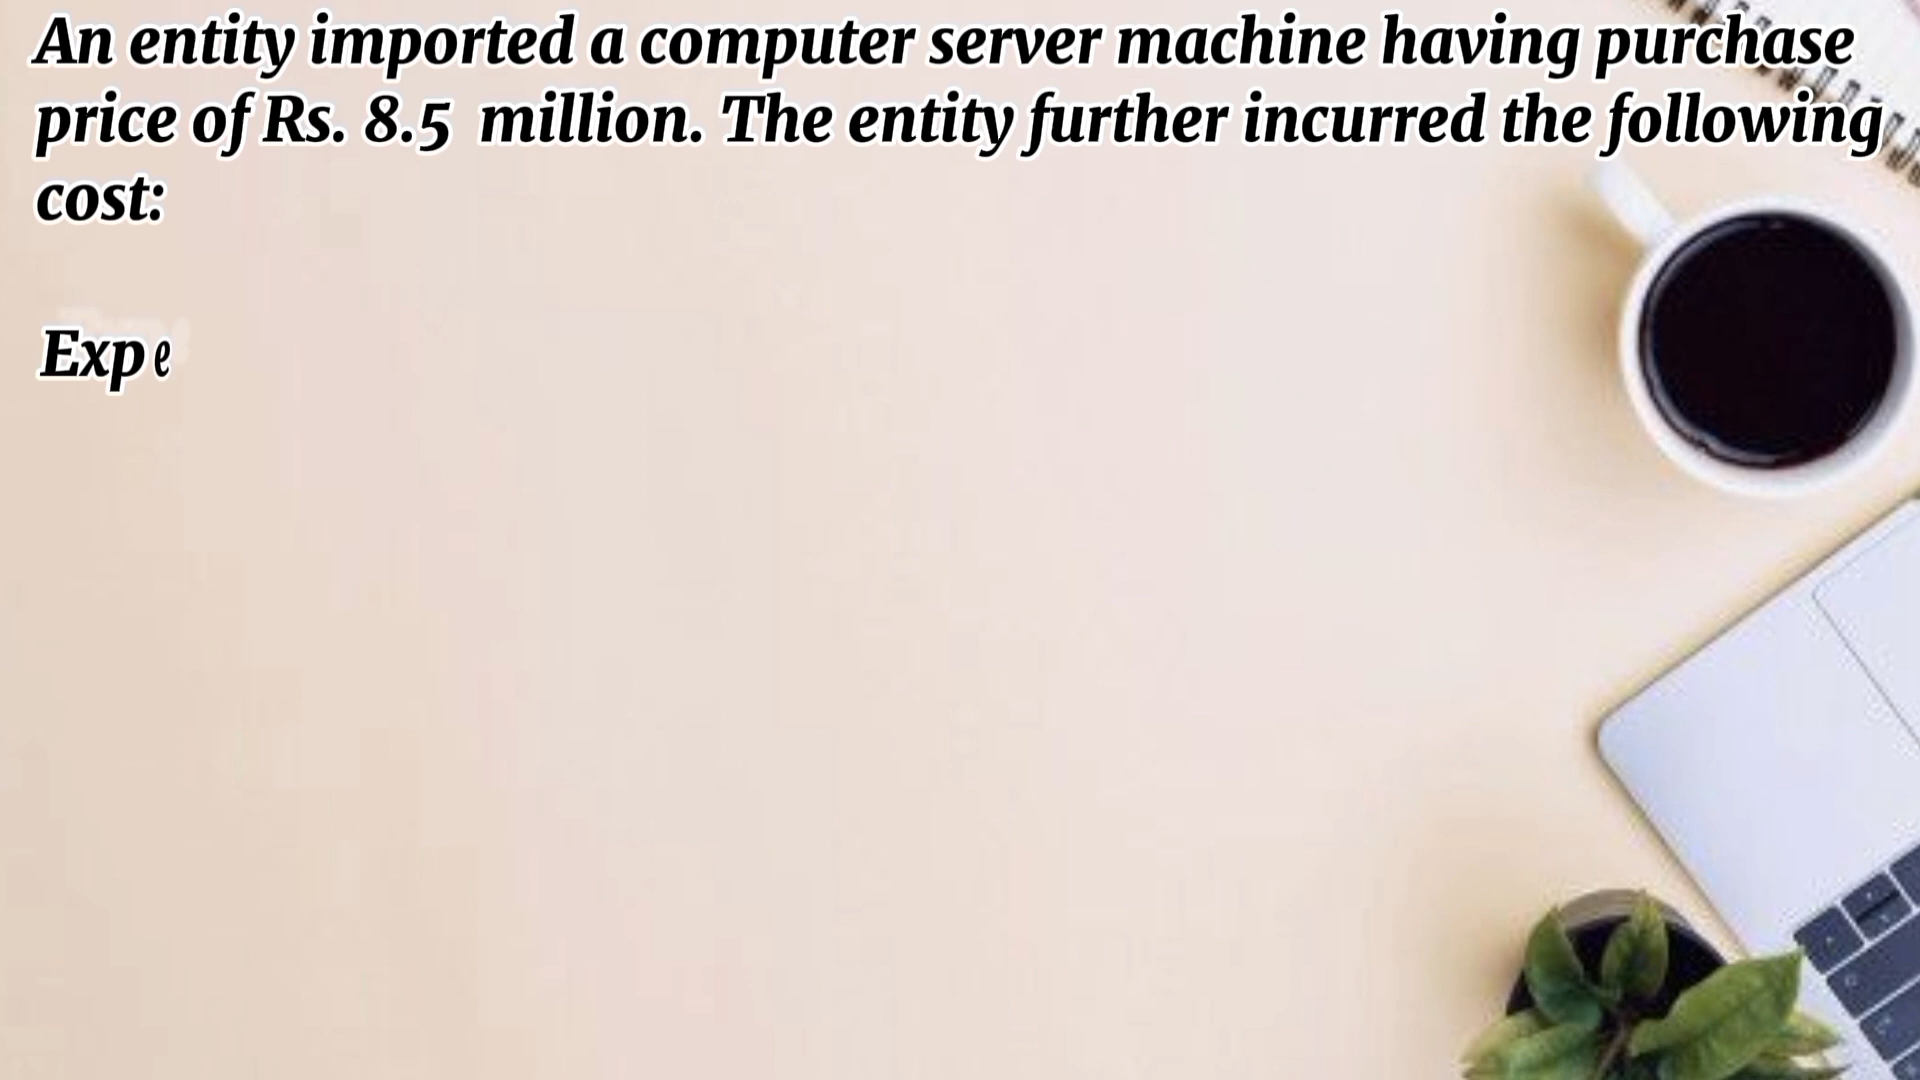 An entity imported a computer server machine having purchase
price of Rs. 8.5 million. The entity further incurred the following
cost:
Expe